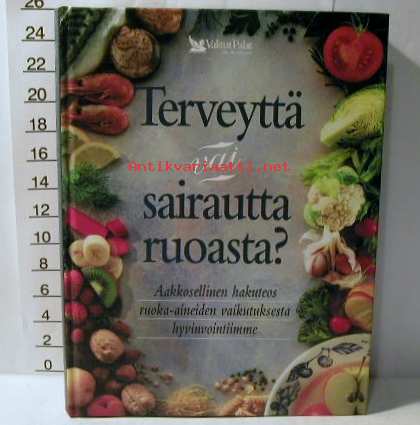 Valitut Palat
Terveyttä
vai
Antikvariaatti.net
sairautta
ruoasta?
Aakkosellinen hakuteos
ruoka-aineiden vaikutuksesta
hyvinvointiimme
26
24
22
20
18
16
14
12
10
8
6
4
2
0